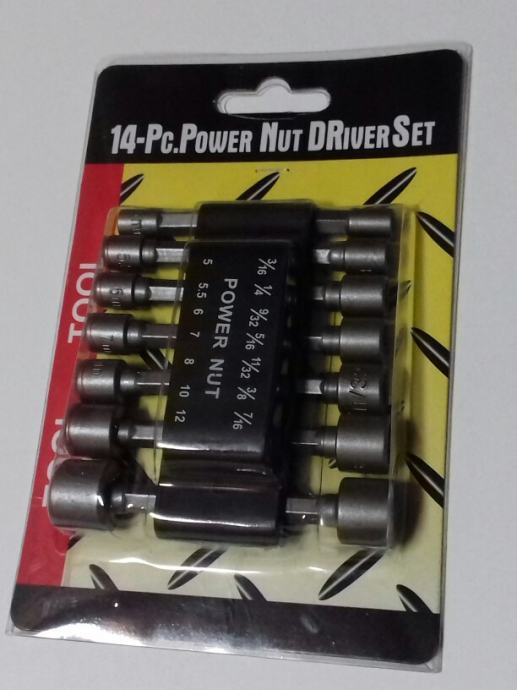 14-Pc. Power Nut DRiver Set
TOOL
TOOL
POWER NUT
3/16 1/4 9/32 5/16 11/32 3/8 7/16
5 5.5 6 7 8 10 12